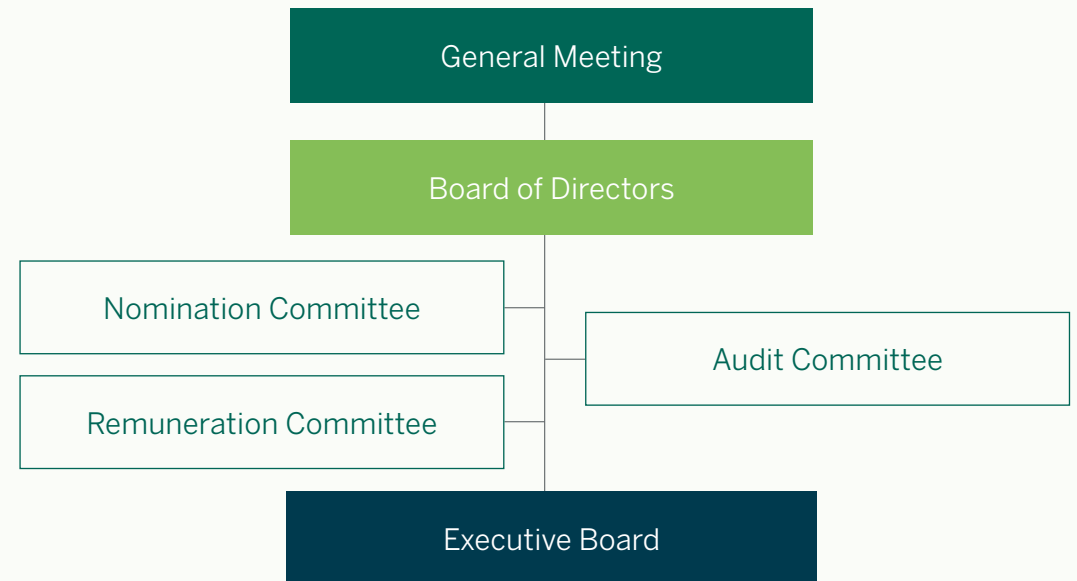 General Meeting
Board of Directors
Nomination Committee
Audit Committee
Remuneration Committee
Executive Board